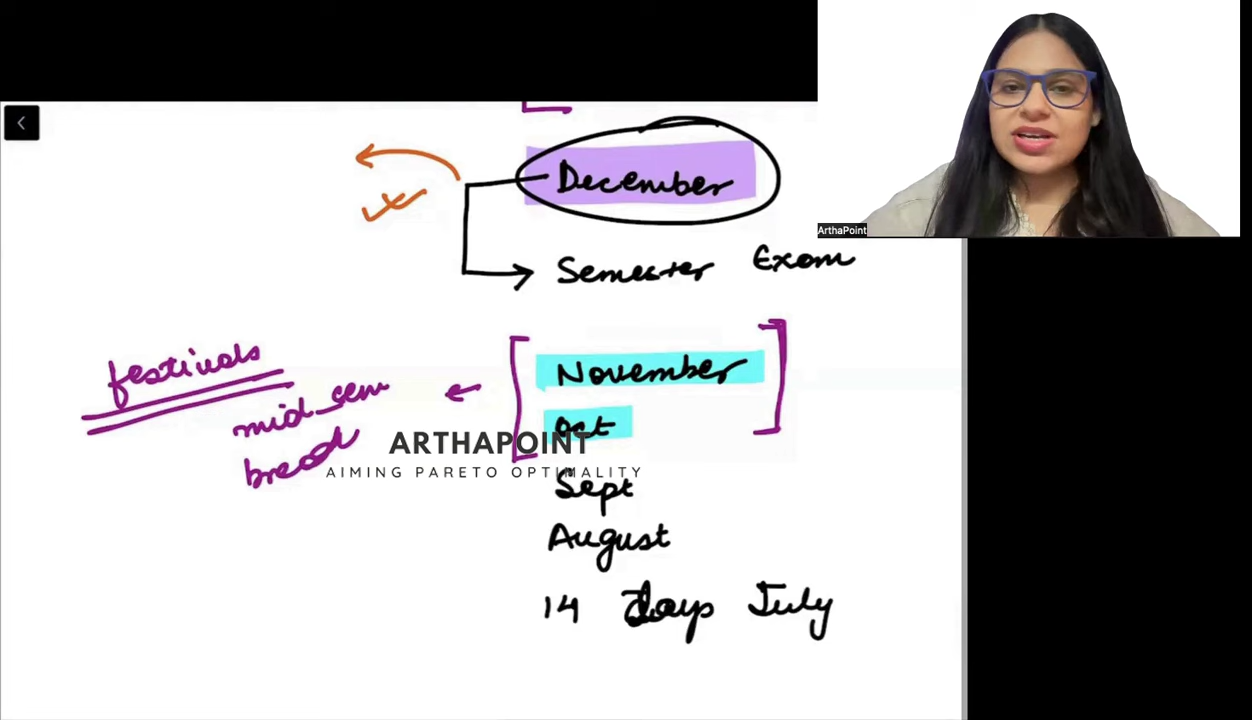 ArthaPoint
December
Semester Exam
festivals
mid sem
break
November
Oct
ARTHAPOINT
AIMING PARETO OPTIMALITY
Sept
August
14 Days July